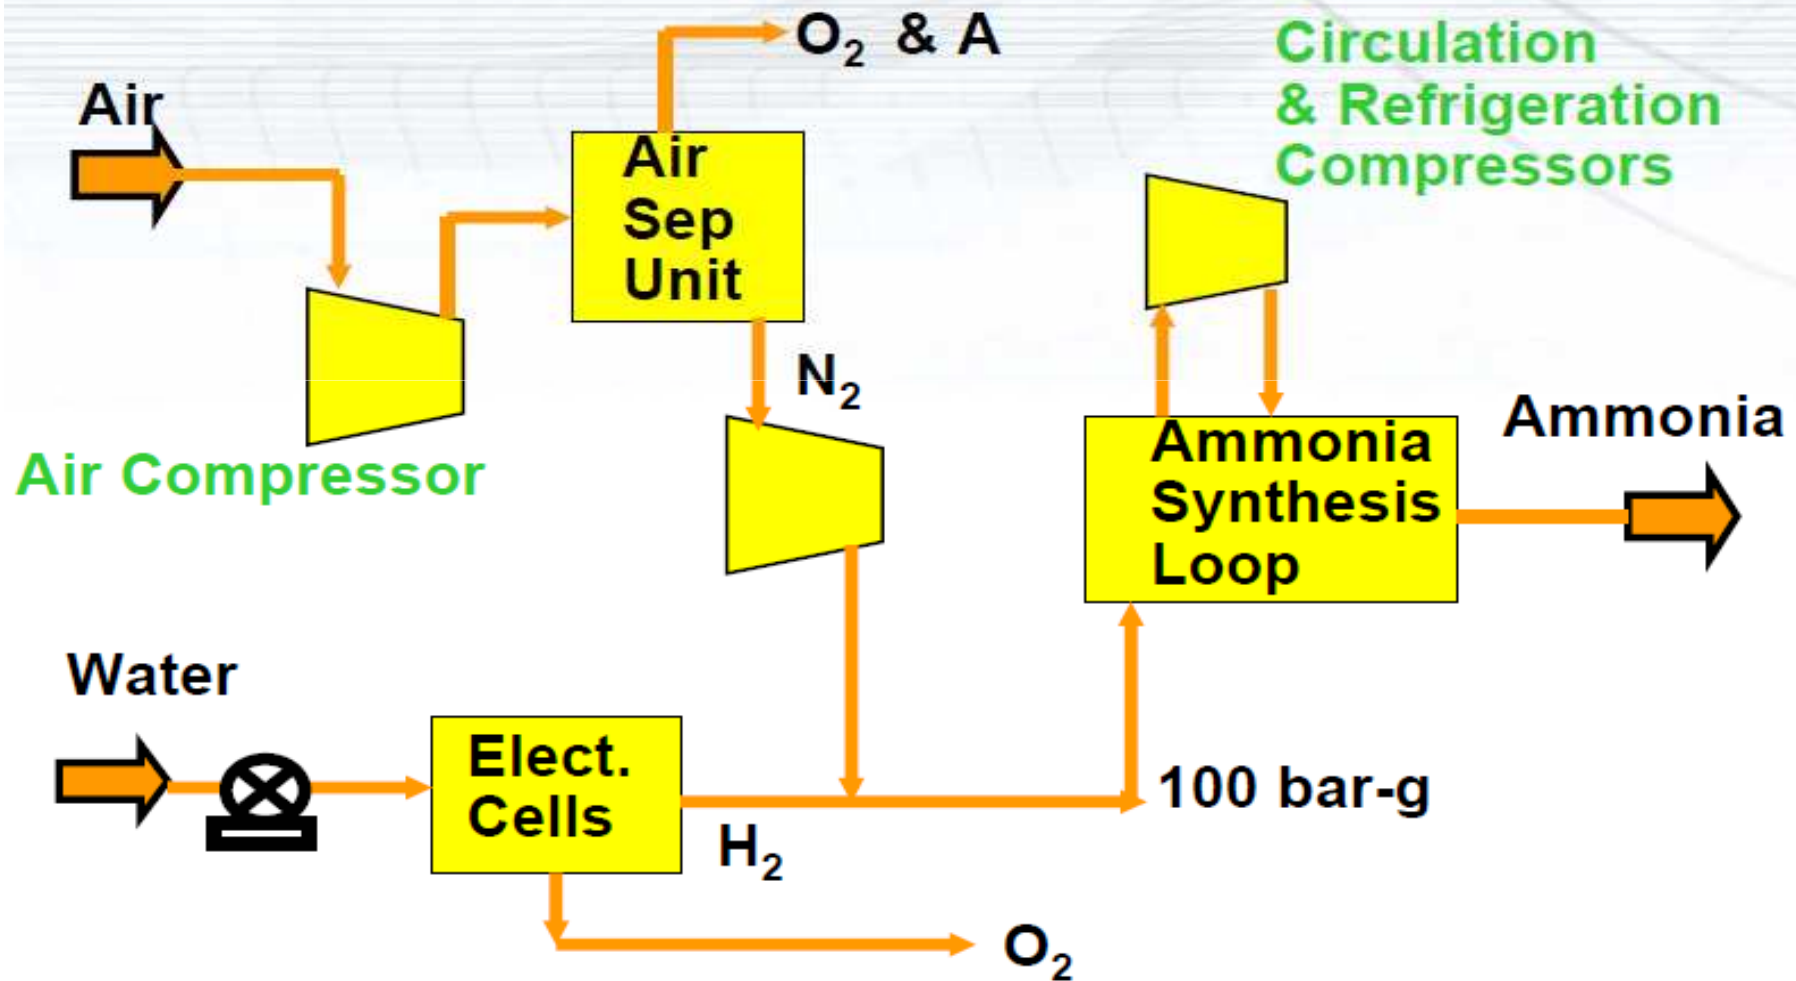 O2 & A
Circulation
& Refrigeration
Compressors
Air
Air
Sep
Unit
N2
Ammonia
Air Compressor
Ammonia
Synthesis
Loop
Water
Elect.
Cells
100 bar-g
H2
O2